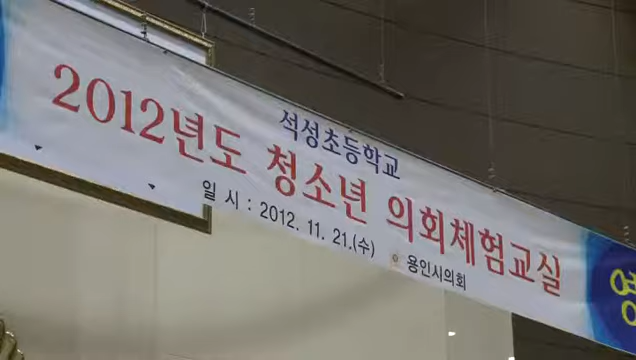 석성초등학교
2012년도 청소년 의회체험교실
일 시 : 2012. 11. 21.(수) 용인시의회
영